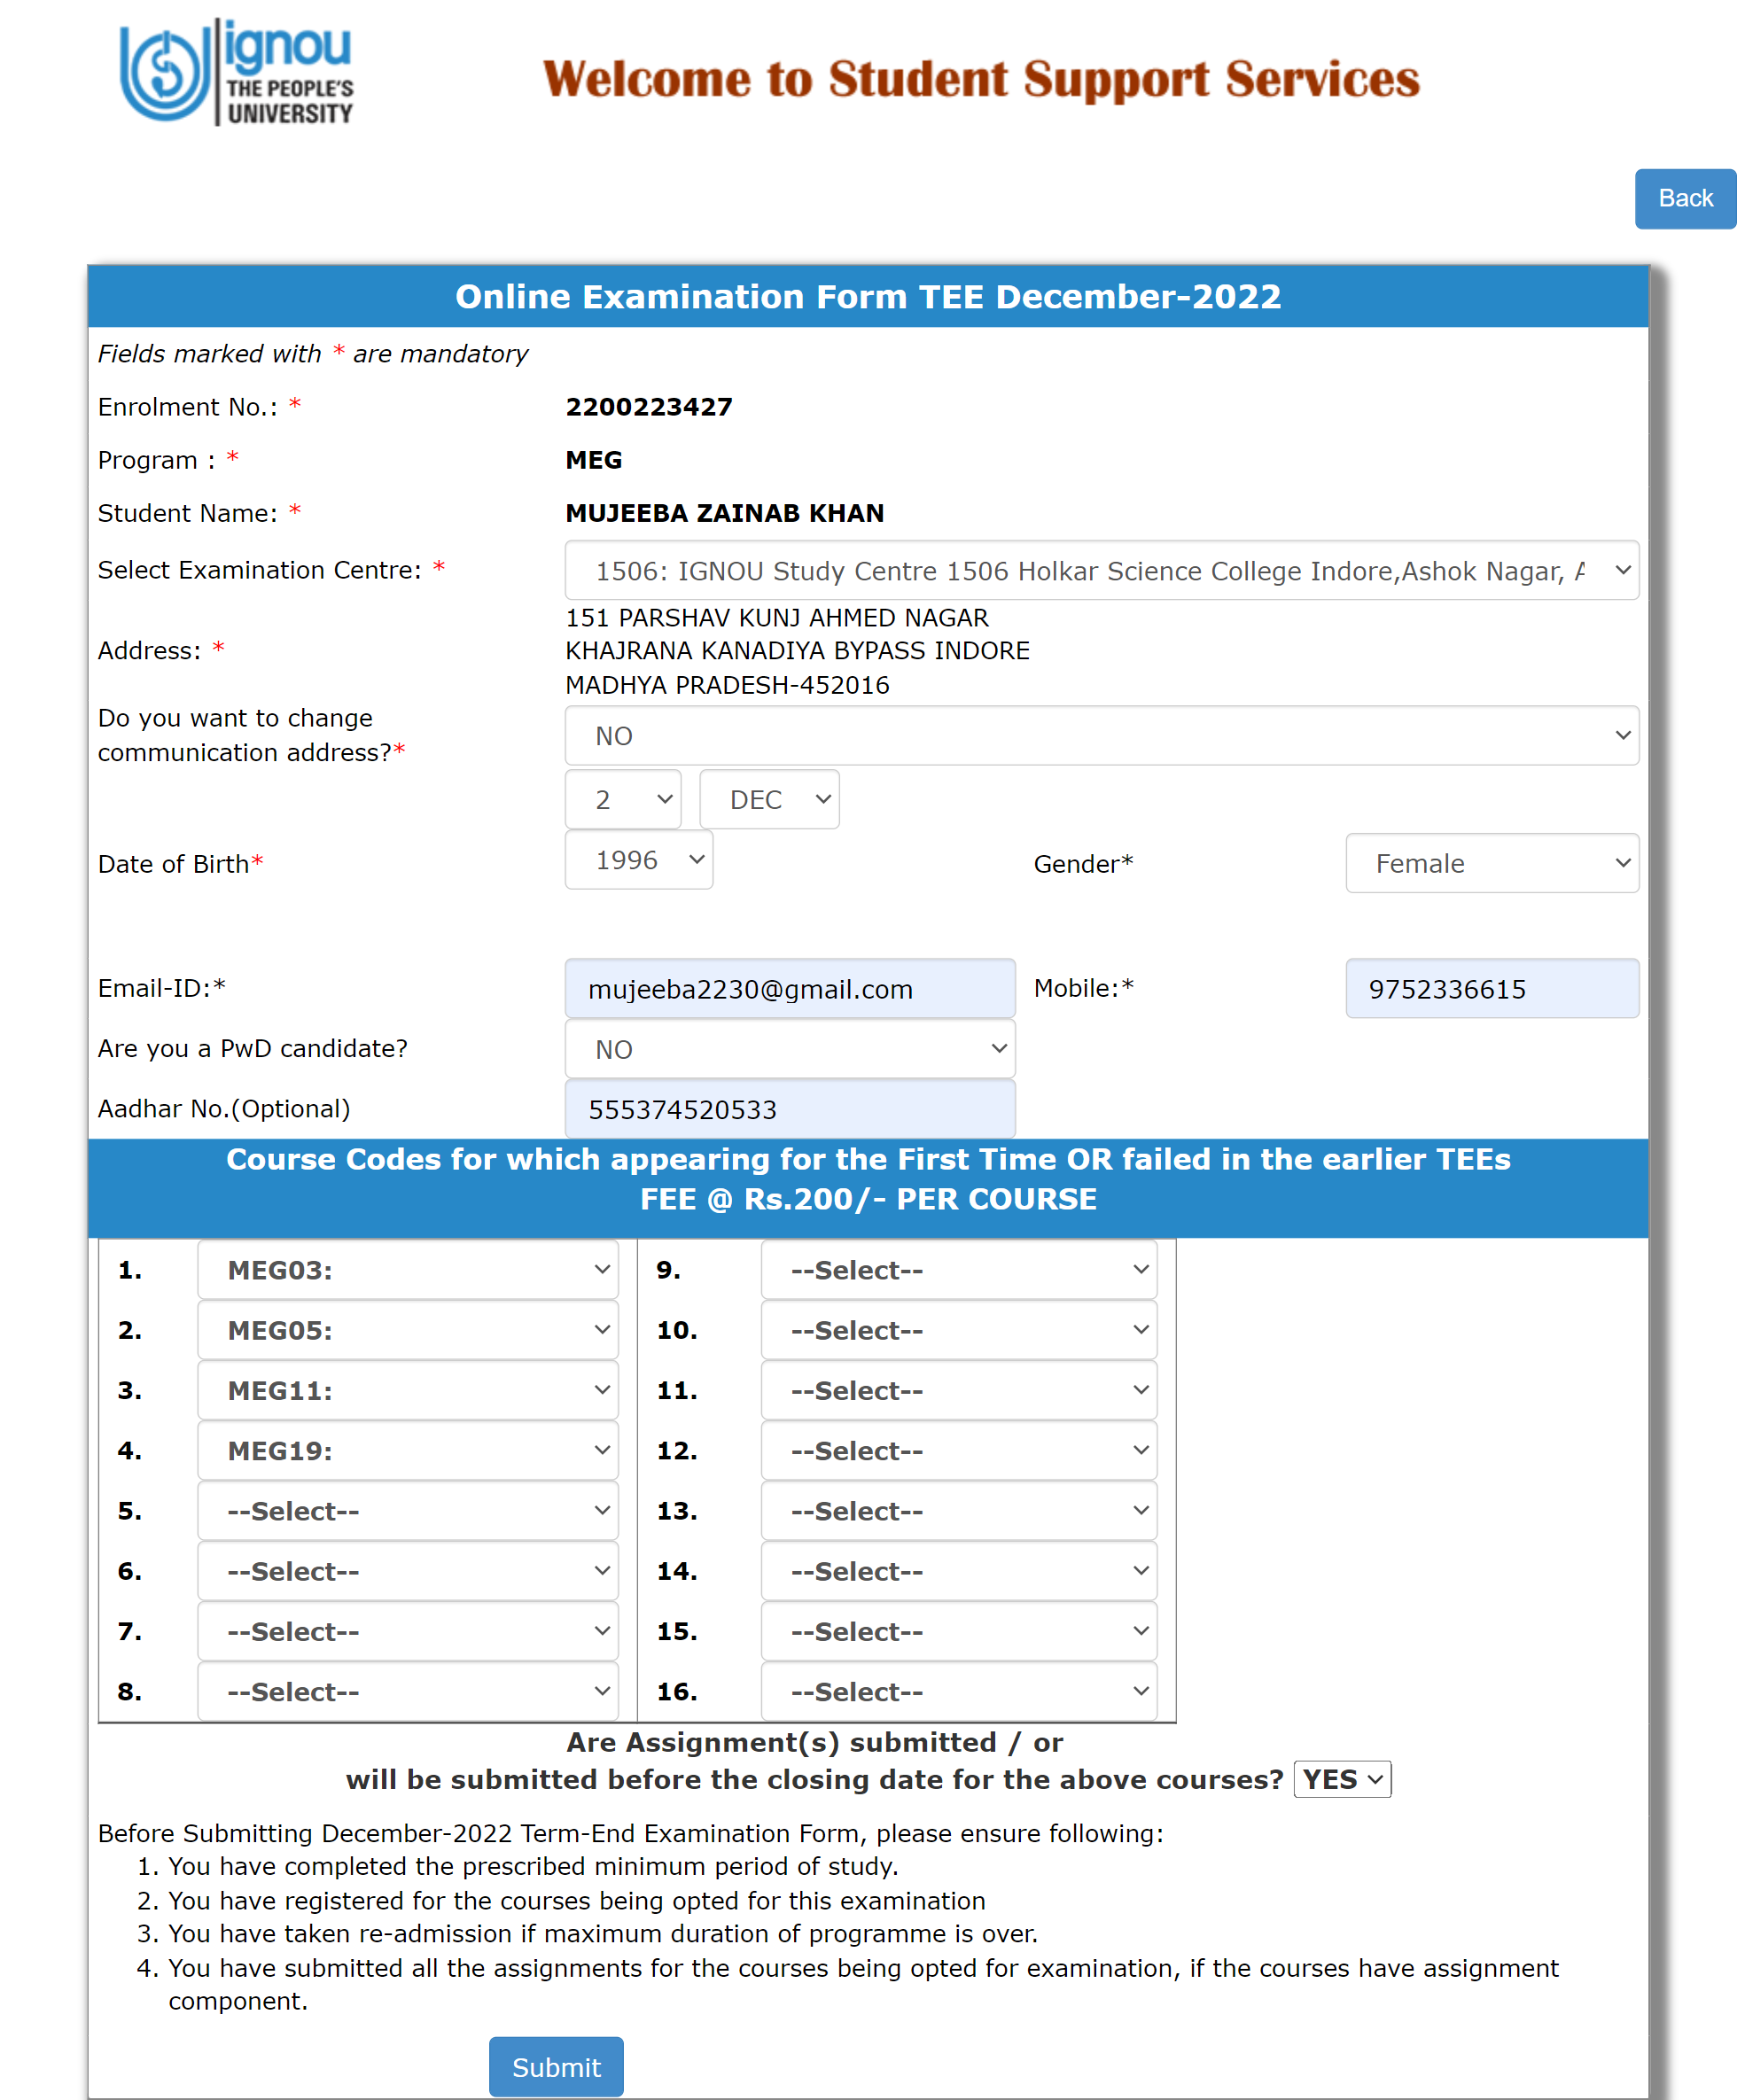 ignou
THE PEOPLE'S
UNIVERSITY
Welcome to Student Support Services
Back
Online Examination Form TEE December-2022
Fields marked with * are mandatory
Enrolment No.: * 2200223427
Program : * MEG
Student Name: * MUJEEBA ZAINAB KHAN
Select Examination Centre: * 1506: IGNOU Study Centre 1506 Holkar Science College Indore,Ashok Nagar, A
151 PARSHAV KUNJ AHMED NAGAR
Address: * KHAJRANA KANADIYA BYPASS INDORE
MADHYA PRADESH-452016
Do you want to change
communication address?* NO
2 DEC
Date of Birth* 1996 Gender* Female
Email-ID:* mujeeba2230@gmail.com Mobile:* 9752336615
Are you a PwD candidate? NO
Aadhar No.(Optional) 555374520533
Course Codes for which appearing for the First Time OR failed in the earlier TEEs
FEE @ Rs.200/- PER COURSE
1. MEG03: 9. --Select--
2. MEG05: 10. --Select--
3. MEG11: 11. --Select--
4. MEG19: 12. --Select--
5. --Select-- 13. --Select--
6. --Select-- 14. --Select--
7. --Select-- 15. --Select--
8. --Select-- 16. --Select--
Are Assignment(s) submitted / or
will be submitted before the closing date for the above courses? YES
Before Submitting December-2022 Term-End Examination Form, please ensure following:
1. You have completed the prescribed minimum period of study.
2. You have registered for the courses being opted for this examination
3. You have taken re-admission if maximum duration of programme is over.
4. You have submitted all the assignments for the courses being opted for examination, if the courses have assignment
component.
Submit